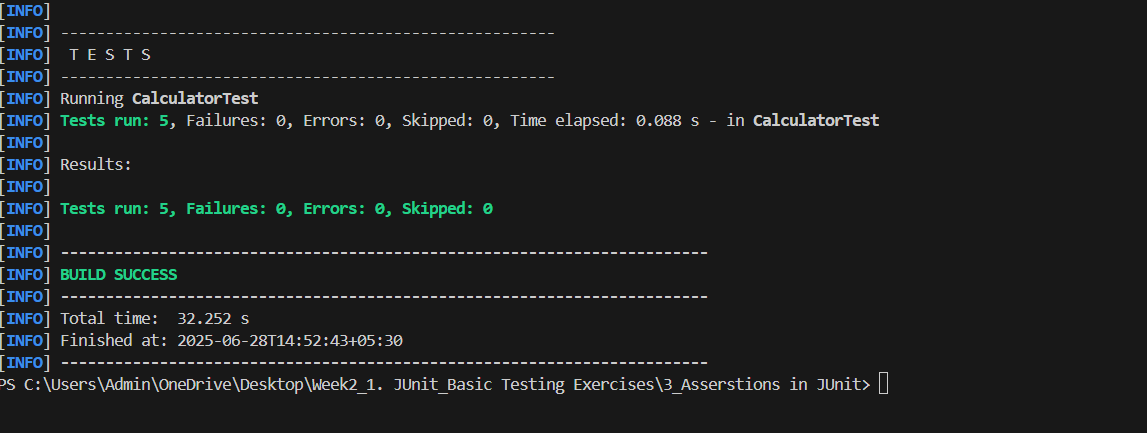 [INFO]
[INFO] -------------------------------------------------------
[INFO]  T E S T S
[INFO] -------------------------------------------------------
[INFO] Running CalculatorTest
[INFO] Tests run: 5, Failures: 0, Errors: 0, Skipped: 0, Time elapsed: 0.088 s - in CalculatorTest
[INFO]
[INFO] Results:
[INFO]
[INFO] Tests run: 5, Failures: 0, Errors: 0, Skipped: 0
[INFO]
[INFO] ------------------------------------------------------------------------
[INFO] BUILD SUCCESS
[INFO] ------------------------------------------------------------------------
[INFO] Total time:  32.252 s
[INFO] Finished at: 2025-06-28T14:52:43+05:30
[INFO] ------------------------------------------------------------------------
PS C:\Users\Admin\OneDrive\Desktop\Week2_1. JUnit_Basic Testing Exercises\3_Asserstions in JUnit>